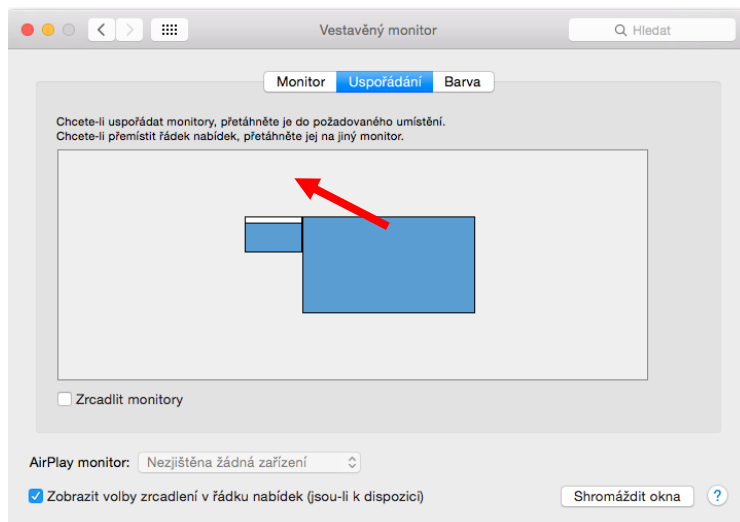 Vestavěný monitor
Hledat
Monitor Uspořádání Barva
Chcete-li uspořádat monitory, přetáhněte je do požadovaného umístění.
Chcete-li přemístit řádek nabídek, přetáhněte jej na jiný monitor.
Zrcadlit monitory
AirPlay monitor: Nezjištěna žádná zařízení
Zobrazit volby zrcadlení v řádku nabídek (jsou-li k dispozici)
Shromáždit okna ?